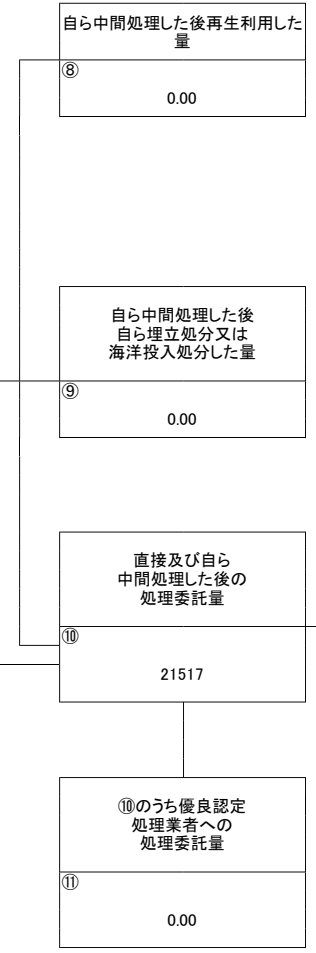 自ら中間処理した後再生利用した
量
⑧
0.00
自ら中間処理した後
自ら埋立処分又は
海洋投入処分した量
⑨
0.00
直接及び自ら
中間処理した後の
処理委託量
⑩
21517
⑩のうち優良認定
処理業者への
処理委託量
⑪
0.00